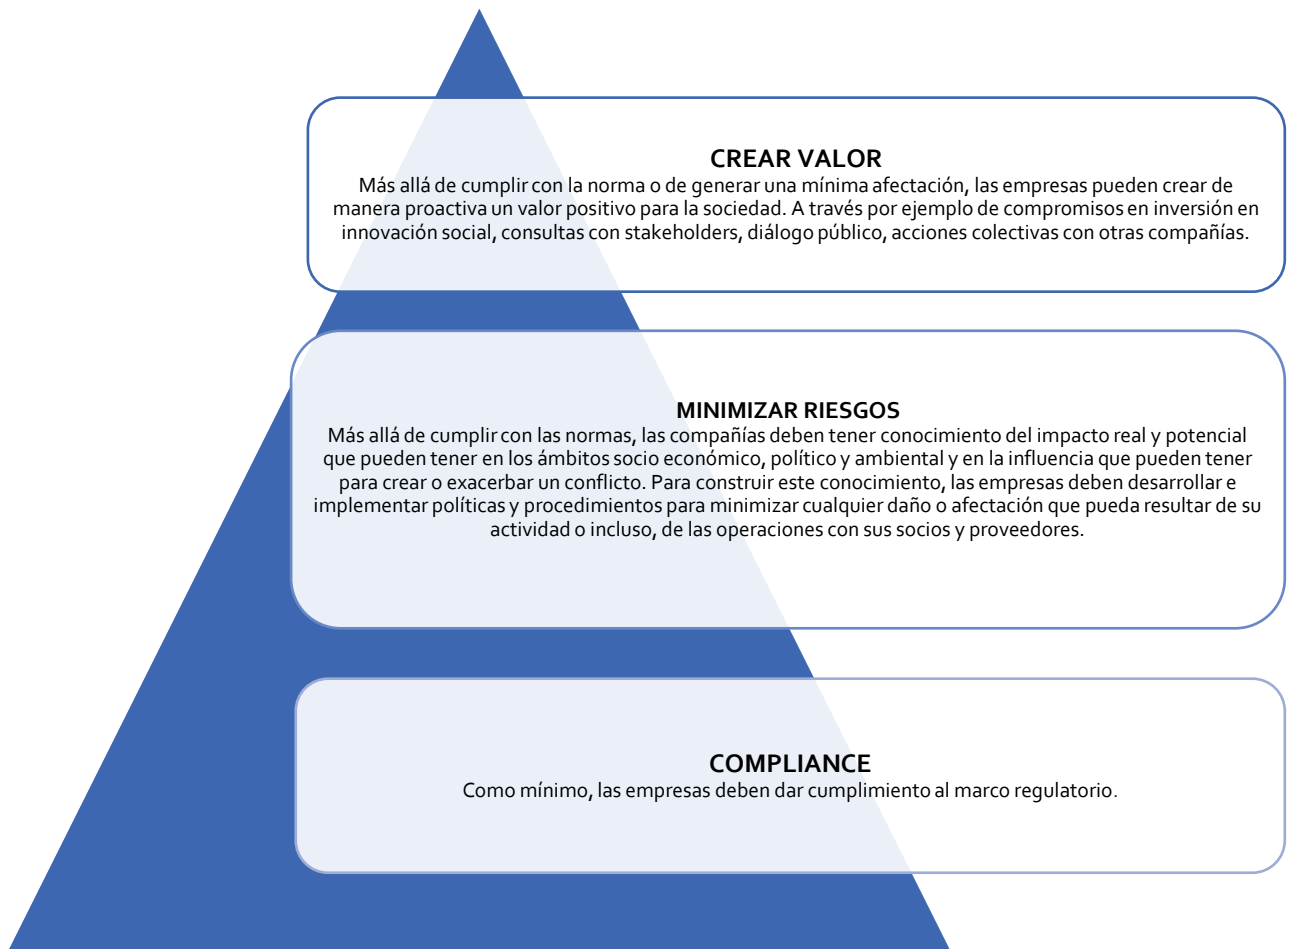 CREAR VALOR
Más allá de cumplir con la norma o de generar una mínima afectación, las empresas pueden crear de
manera proactiva un valor positivo para la sociedad. A través por ejemplo de compromisos en inversión en
innovación social, consultas con stakeholders, diálogo público, acciones colectivas con otras compañías.
MINIMIZAR RIESGOS
Más allá de cumplir con las normas, las compañías deben tener conocimiento del impacto real y potencial
que pueden tener en los ámbitos socio económico, político y ambiental y en la influencia que pueden tener
para crear o exacerbar un conflicto. Para construir este conocimiento, las empresas deben desarrollar e
implementar políticas y procedimientos para minimizar cualquier daño o afectación que pueda resultar de su
actividad o incluso, de las operaciones con sus socios y proveedores.
COMPLIANCE
Como mínimo, las empresas deben dar cumplimiento al marco regulatorio.